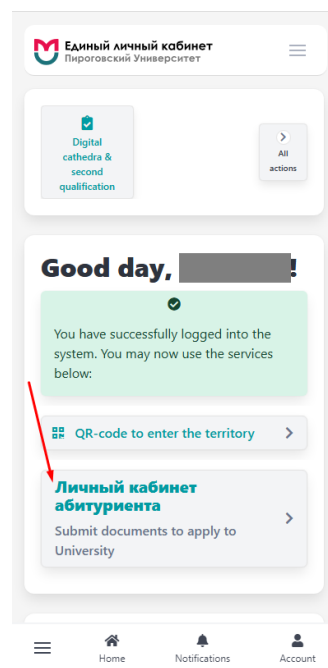 Единый личный кабинет
Пироговский Университет
Digital
cathedra &
second
qualification
All
actions
Good day, !
You have successfully logged into the
system. You may now use the services
below:
QR-code to enter the territory
Личный кабинет
абитуриента
Submit documents to apply to
University
Home
Notifications
Account